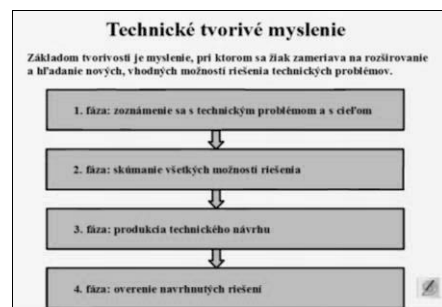 Technické tvorivé myslenie
Základom tvorivosti je myslenie, pri ktorom sa žiak zameriava na rozširovanie
a hľadanie nových, vhodných možností riešenia technických problémov.
1. fáza: zoznámenie sa s technickým problémom a s cieľom
2. fáza: skúmanie všetkých možností riešenia
3. fáza: produkcia technického návrhu
4. fáza: overenie navrhnutých riešení